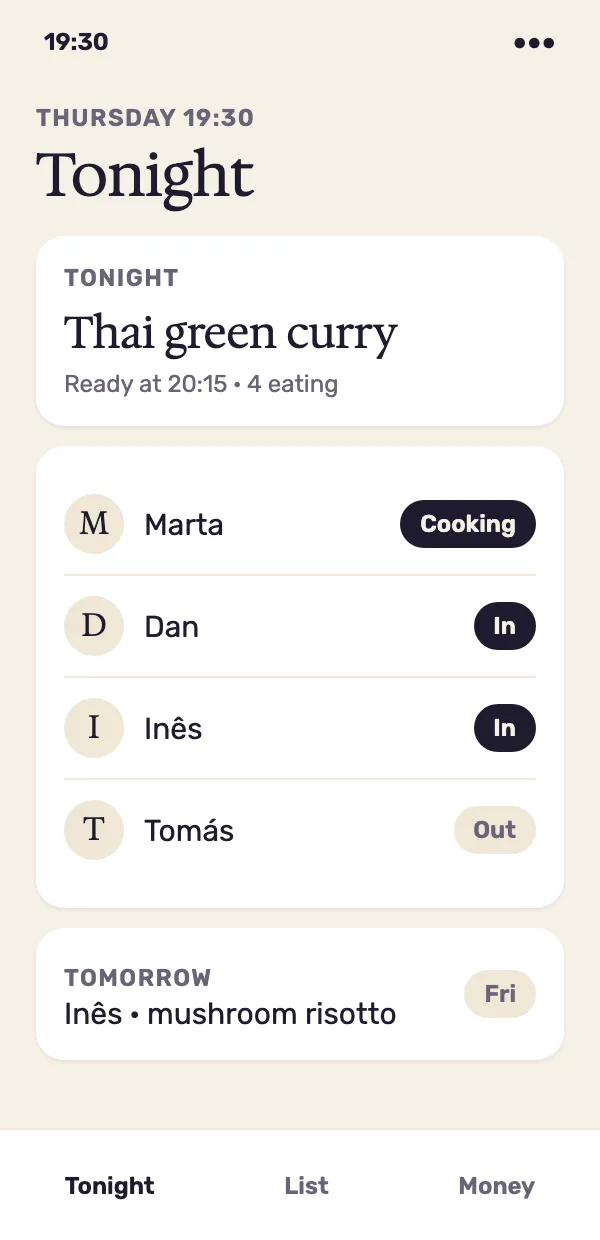 19:30
THURSDAY 19:30
Tonight
TONIGHT
Thai green curry
Ready at 20:15 • 4 eating
M Marta Cooking
D Dan In
I Inês In
T Tomás Out
TOMORROW
Inês • mushroom risotto Fri
Tonight List Money